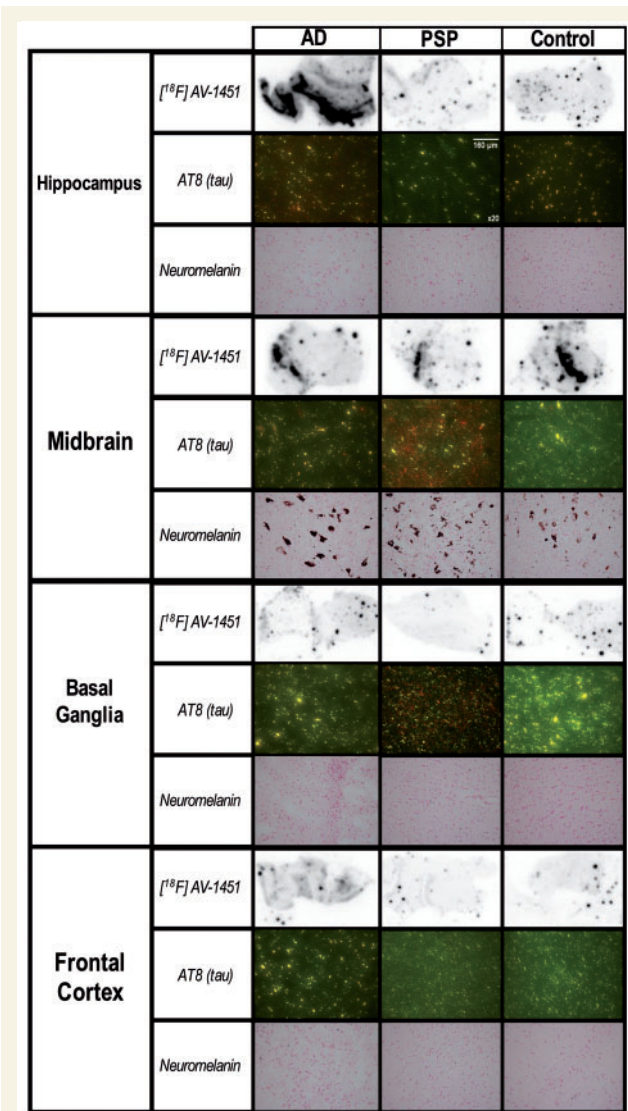 AD PSP Control
Hippocampus
[¹⁸F] AV-1451
AT8 (tau)
160 µm
x20
Neuromelanin
Midbrain
[¹⁸F] AV-1451
AT8 (tau)
Neuromelanin
Basal
Ganglia
[¹⁸F] AV-1451
AT8 (tau)
Neuromelanin
Frontal
Cortex
[¹⁸F] AV-1451
AT8 (tau)
Neuromelanin